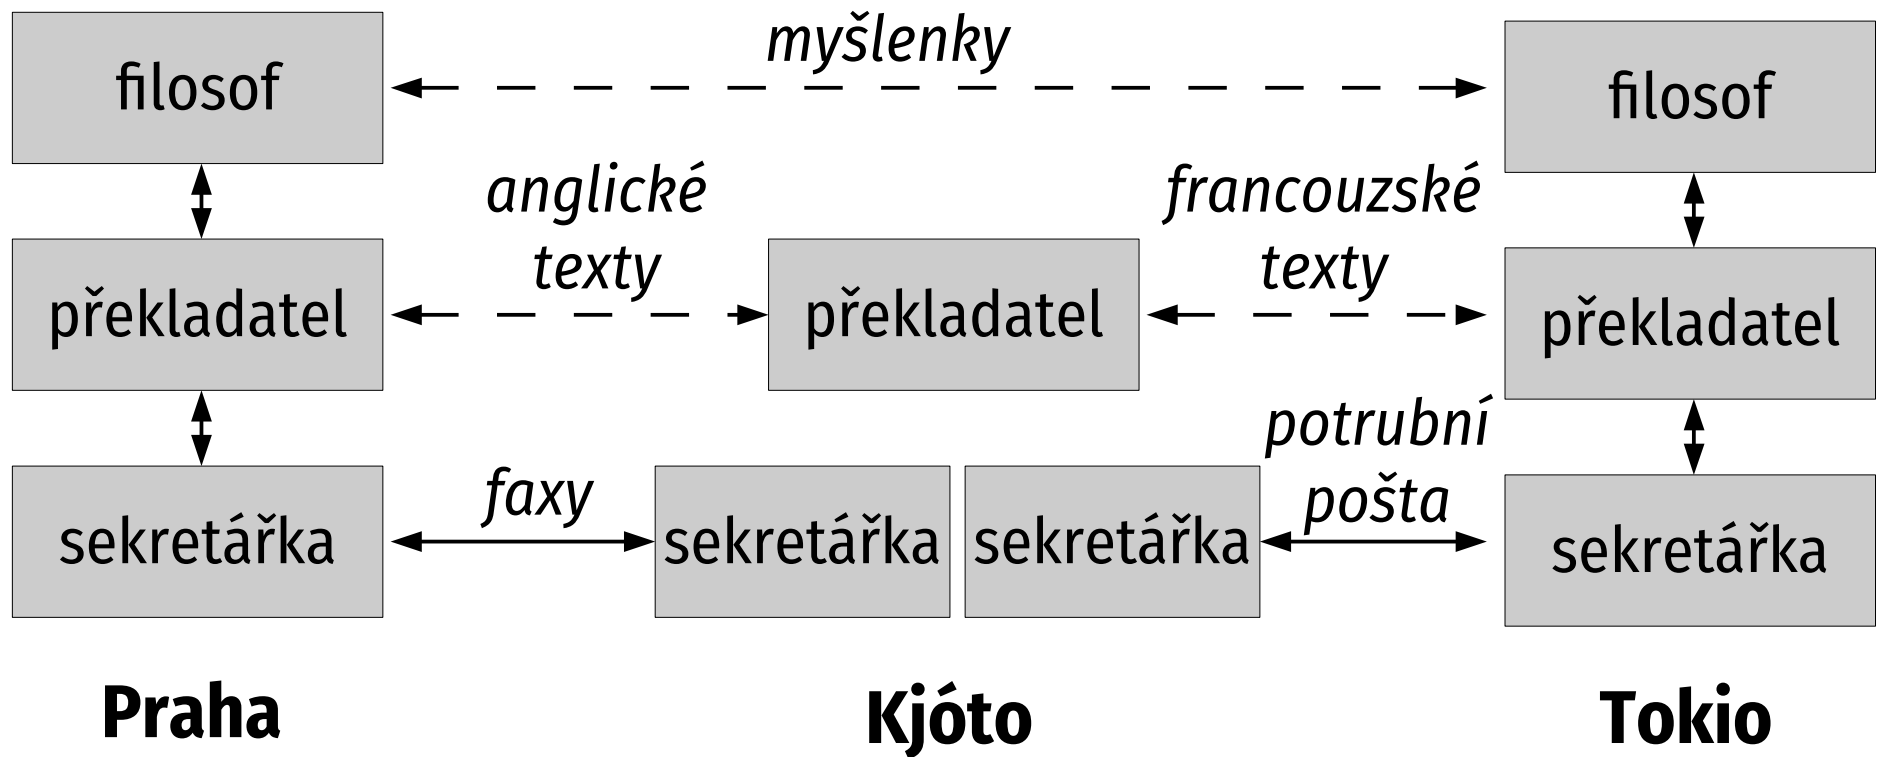 myšlenky
filosof
filosof
anglické
texty
francouzské
texty
překladatel
překladatel
překladatel
potrubní
pošta
faxy
sekretářka
sekretářka
sekretářka
sekretářka
Praha
Kjóto
Tokio